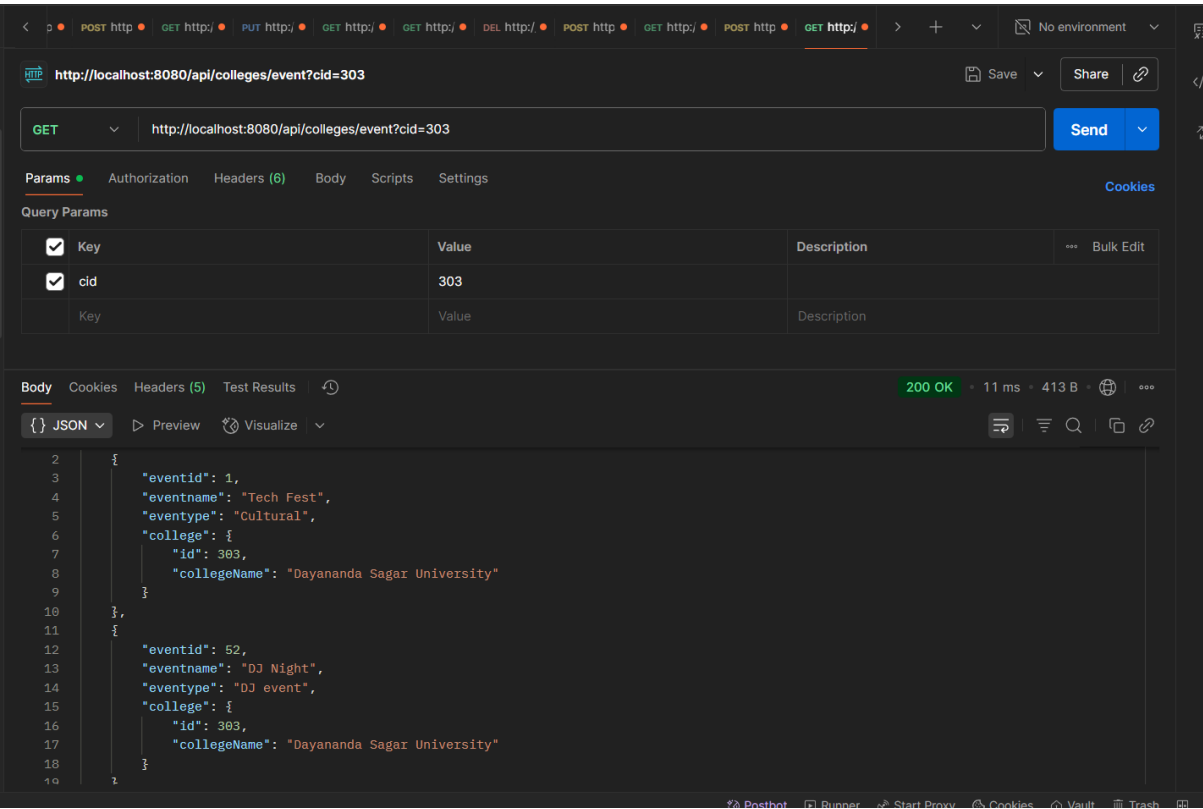 p POST http GET http:/ PUT http:/ GET http:/ GET http:/ DEL http:/ POST http GET http:/ POST http GET http:/ No environment
HTTP http://localhost:8080/api/colleges/event?cid=303 Save Share
GET http://localhost:8080/api/colleges/event?cid=303 Send
Params Authorization Headers (6) Body Scripts Settings Cookies
Query Params
Key Value Description Bulk Edit
cid 303
Key Value Description
Body Cookies Headers (5) Test Results 200 OK 11 ms 413 B
{} JSON Preview Visualize
2 {
3 "eventid": 1,
4 "eventname": "Tech Fest",
5 "eventype": "Cultural",
6 "college": {
7 "id": 303,
8 "collegeName": "Dayananda Sagar University"
9 }
10 },
11 {
12 "eventid": 52,
13 "eventname": "DJ Night",
14 "eventype": "DJ event",
15 "college": {
16 "id": 303,
17 "collegeName": "Dayananda Sagar University"
18 }
19 }
Postbot Runner Start Proxy Cookies Vault Trash